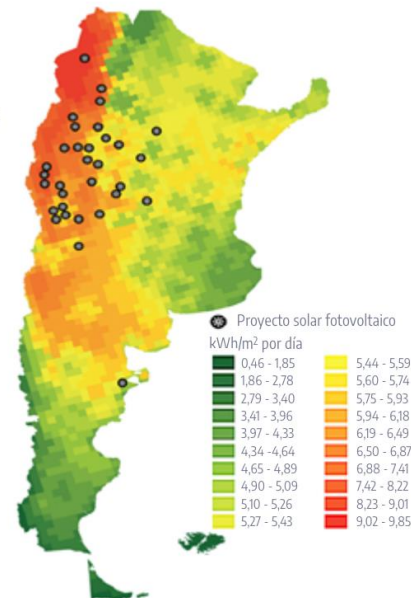 Proyecto solar fotovoltaico
kWh/m² por día
0,46 - 1,85
1,86 - 2,78
2,79 - 3,40
3,41 - 3,96
3,97 - 4,33
4,34 -4,64
4,65 - 4,89
4,90 - 5,09
5,10 - 5,26
5,27 - 5,43
5,44 - 5,59
5,60 - 5,74
5,75 - 5,93
5,94 - 6,18
6,19 - 6,49
6,50 - 6,87
6,88 - 7,41
7,42 - 8,22
8,23 - 9,01
9,02 - 9,85